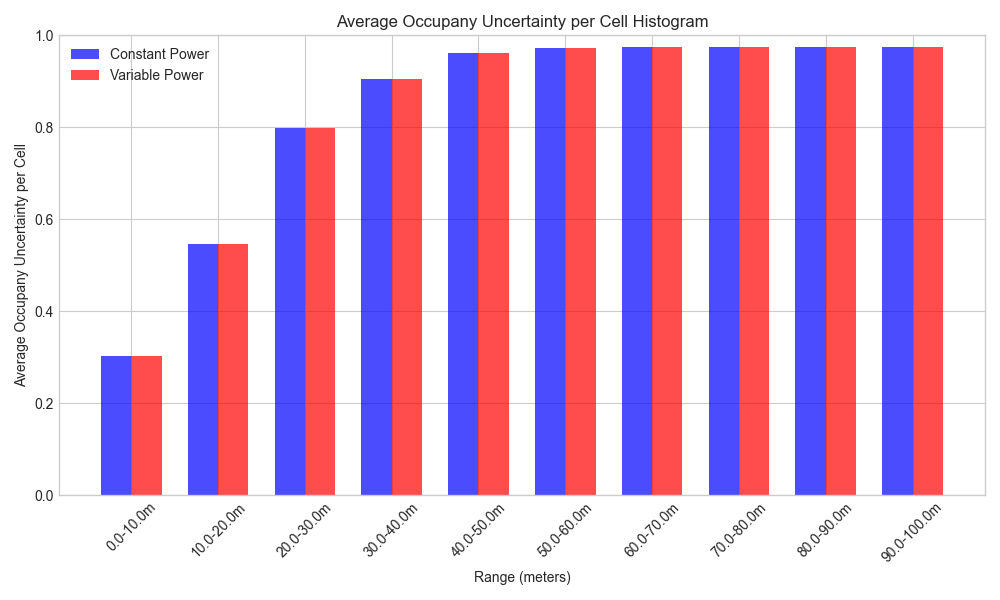 Average Occupany Uncertainty per Cell Histogram
Constant Power
Variable Power
Average Occupany Uncertainty per Cell
1.0
0.8
0.6
0.4
0.2
0.0
0.0-10.0m
10.0-20.0m
20.0-30.0m
30.0-40.0m
40.0-50.0m
50.0-60.0m
60.0-70.0m
70.0-80.0m
80.0-90.0m
90.0-100.0m
Range (meters)